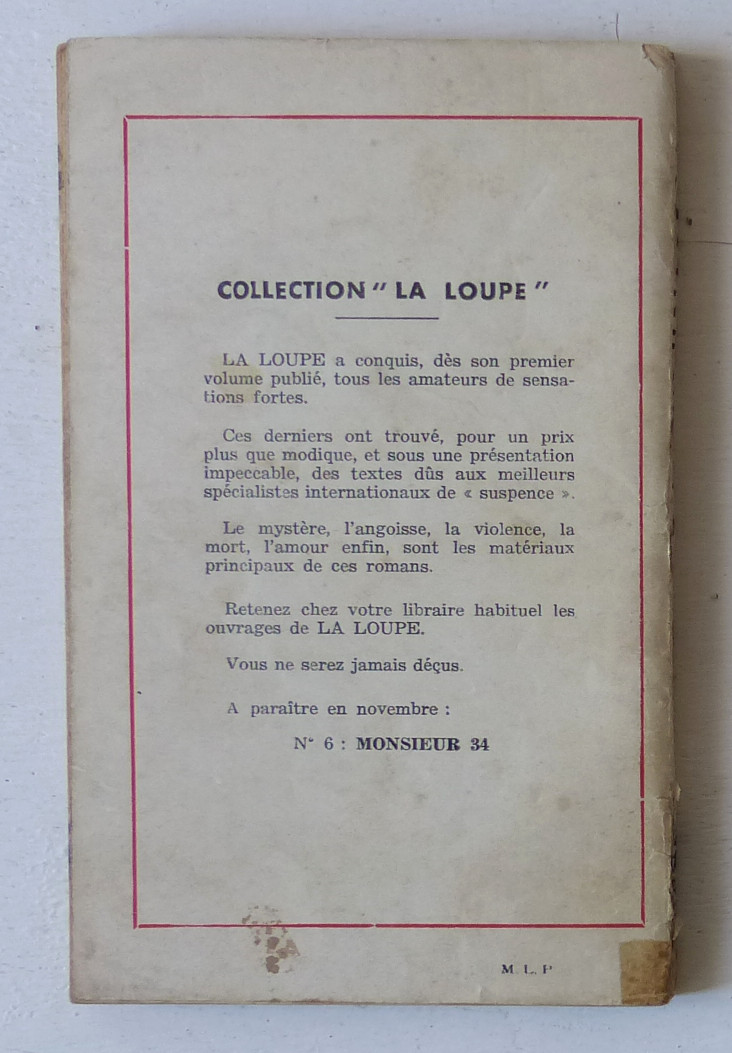 COLLECTION " LA LOUPE "
LA LOUPE a conquis, dès son premier
volume publié, tous les amateurs de sensa-
tions fortes.
Ces derniers ont trouvé, pour un prix
plus que modique, et sous une présentation
impeccable, des textes dûs aux meilleurs
spécialistes internationaux de « suspence ».
Le mystère, l'angoisse, la violence, la
mort, l'amour enfin, sont les matériaux
principaux de ces romans.
Retenez chez votre libraire habituel les
ouvrages de LA LOUPE.
Vous ne serez jamais déçus.
A paraître en novembre :
N° 6 : MONSIEUR 34
M. L. P